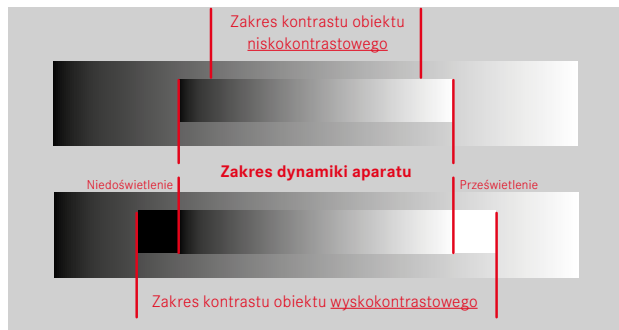 Zakres kontrastu obiektu
niskokontrastowego
Zakres dynamiki aparatu
Niedoświetlenie
Prześwietlenie
Zakres kontrastu obiektu wyskokontrastowego